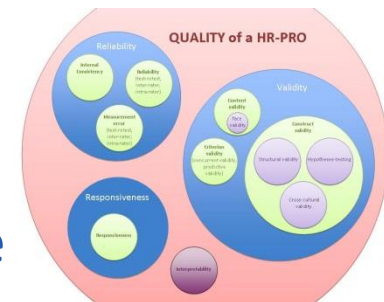 QUALITY of a HR-PRO
Reliability
Internal
Consistency
Reliability
(test-retest,
inter-rater,
intra-rater)
Measurement
error
(test-retest,
inter-rater,
intra-rater)
Validity
Content
validity
Face
validity
Criterion
validity
(concurrent validity,
predictive
validity)
Construct
validity
Structural validity
Hypotheses-testing
Cross-cultural
validity
Responsiveness
Responsiveness
Interpretability
e